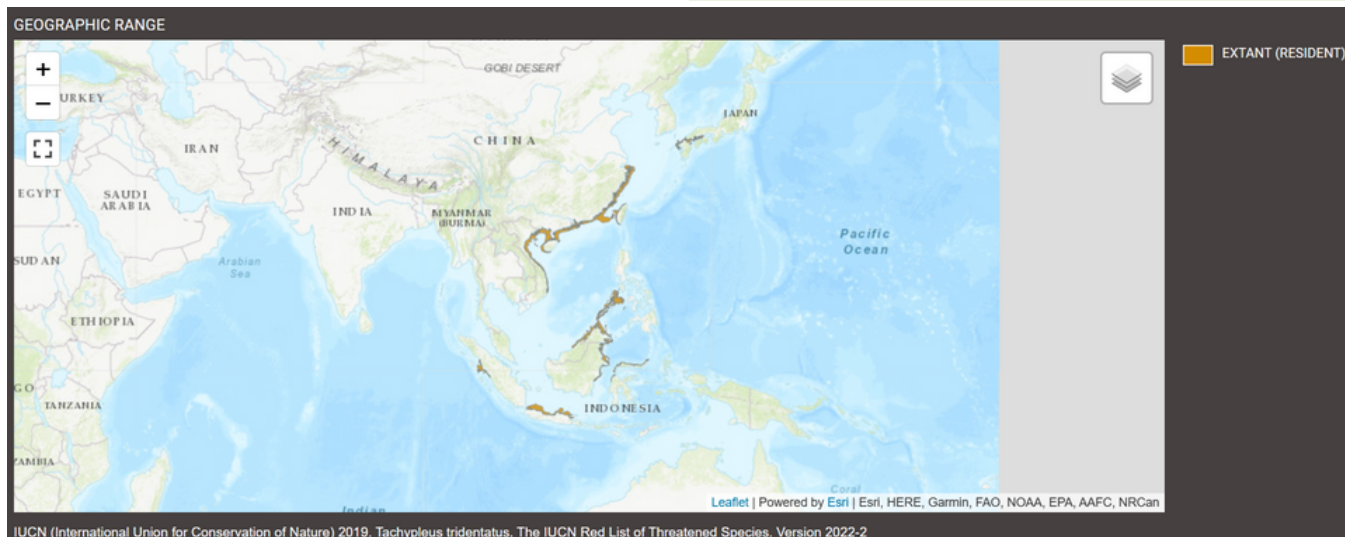 GEOGRAPHIC RANGE
EXTANT (RESIDENT)
+
−
GOBI DESERT
TURKEY
JAPAN
CHINA
IRAN
HIMALAYA
EGYPT
SAUDI
ARABIA
INDIA
MYANMAR
(BURMA)
Pacific
Ocean
SUDAN
Arabian
Sea
ETHIOPIA
GO
TANZANIA
INDONESIA
ZAMBIA
Coral
Indian
Leaflet | Powered by Esri | Esri, HERE, Garmin, FAO, NOAA, EPA, AAFC, NRCan
IUCN (International Union for Conservation of Nature) 2019. Tachypleus tridentatus. The IUCN Red List of Threatened Species. Version 2022-2